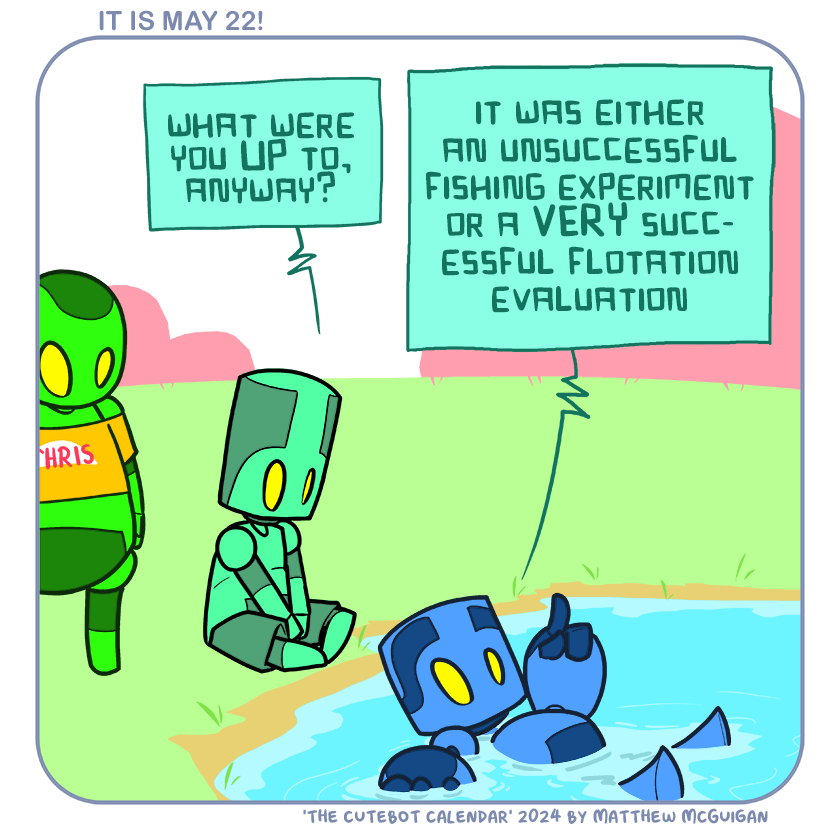 IT IS MAY 22!
WHAT WERE
YOU UP TO,
ANYWAY?
IT WAS EITHER
AN UNSUCCESSFUL
FISHING EXPERIMENT
OR A VERY SUCC-
ESSFUL FLOTATION
EVALUATION
HRIS
'THE CUTEBOT CALENDAR' 2024 BY MATTHEW MCGUIGAN